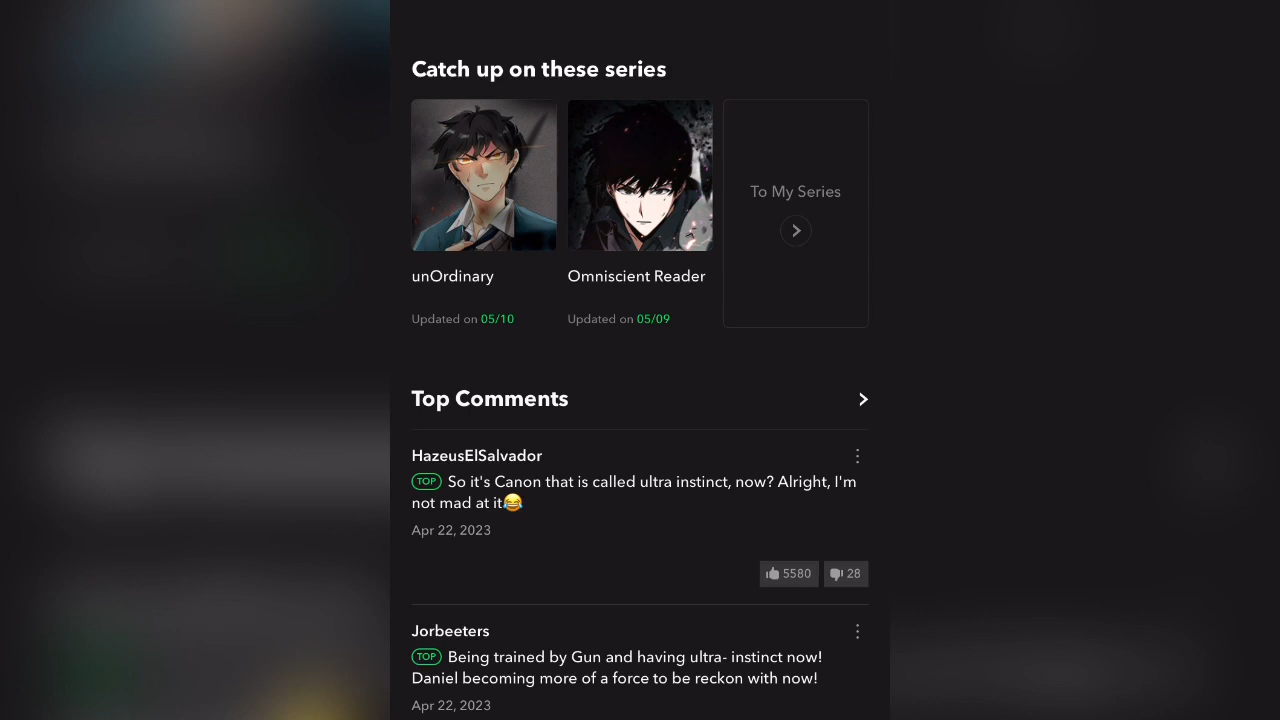 Catch up on these series
To My Series
unOrdinary
Omniscient Reader
Updated on 05/10
Updated on 05/09
Top Comments
HazeusElSalvador
TOP So it's Canon that is called ultra instinct, now? Alright, I'm
not mad at it😂
Apr 22, 2023
5580
28
Jorbeeters
TOP Being trained by Gun and having ultra- instinct now!
Daniel becoming more of a force to be reckon with now!
Apr 22, 2023